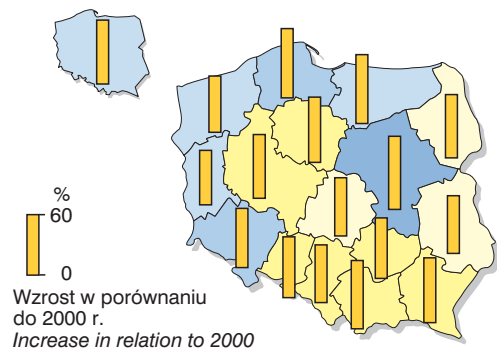 %
60
0
Wzrost w porównaniu
do 2000 r.
Increase in relation to 2000